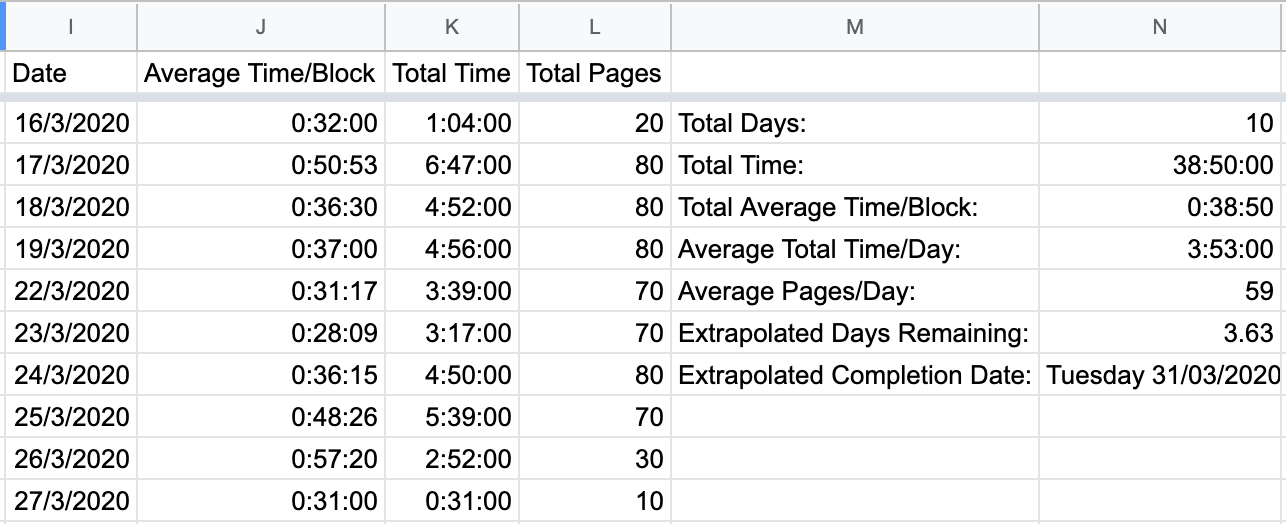 I J K L M N
Date Average Time/Block Total Time Total Pages
16/3/2020 0:32:00 1:04:00 20 Total Days: 10
17/3/2020 0:50:53 6:47:00 80 Total Time: 38:50:00
18/3/2020 0:36:30 4:52:00 80 Total Average Time/Block: 0:38:50
19/3/2020 0:37:00 4:56:00 80 Average Total Time/Day: 3:53:00
22/3/2020 0:31:17 3:39:00 70 Average Pages/Day: 59
23/3/2020 0:28:09 3:17:00 70 Extrapolated Days Remaining: 3.63
24/3/2020 0:36:15 4:50:00 80 Extrapolated Completion Date: Tuesday 31/03/2020
25/3/2020 0:48:26 5:39:00 70
26/3/2020 0:57:20 2:52:00 30
27/3/2020 0:31:00 0:31:00 10